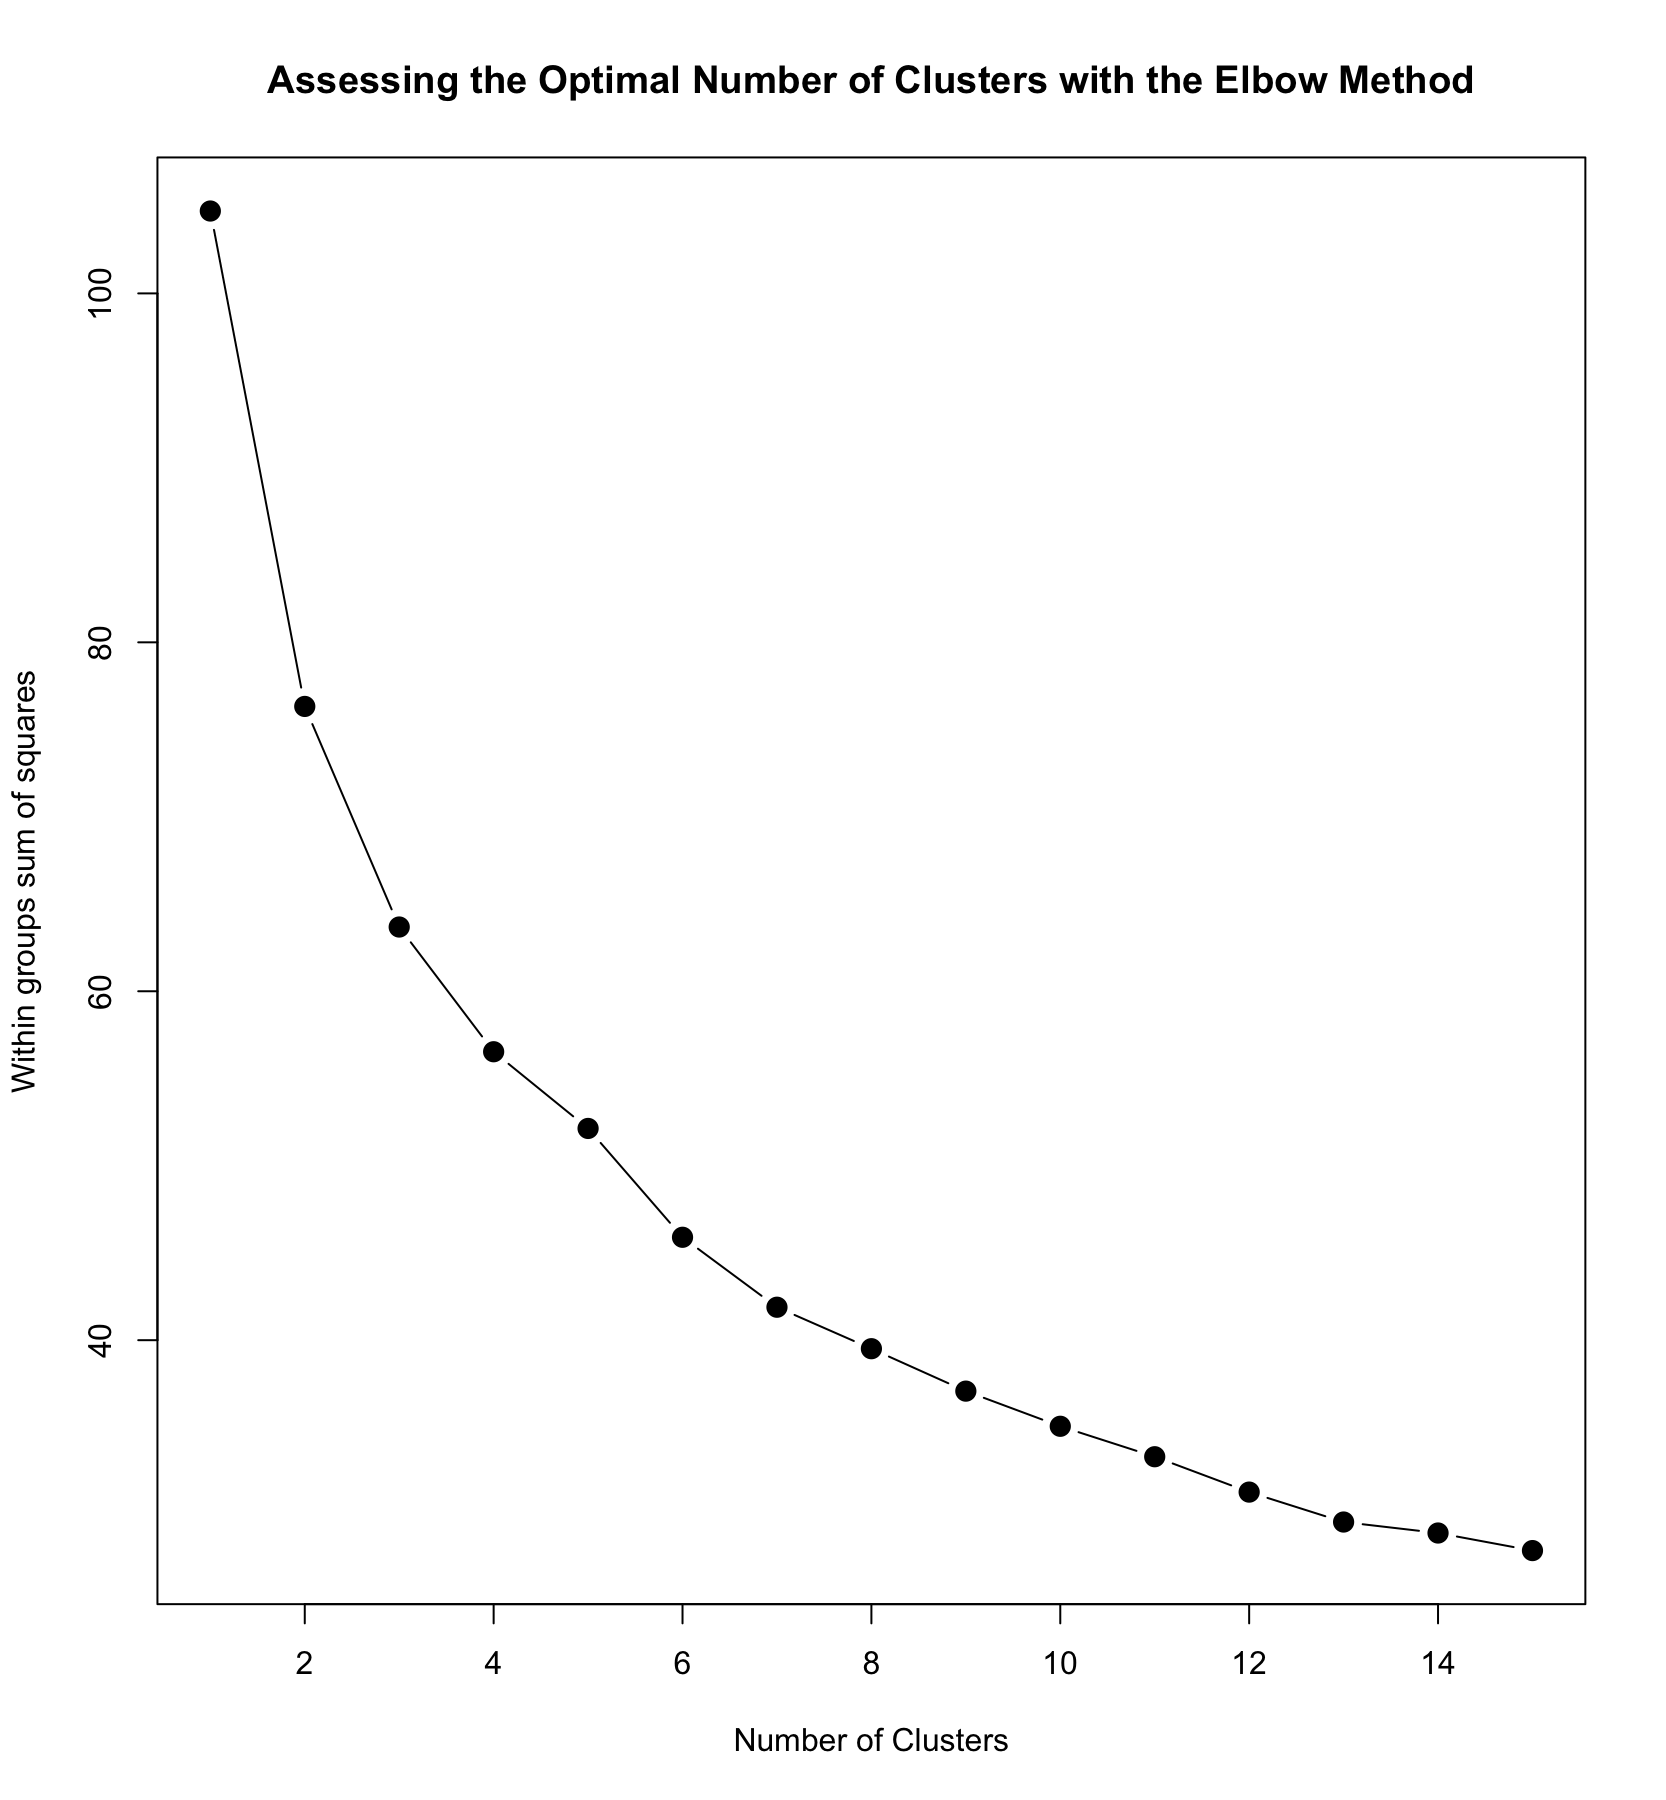 Assessing the Optimal Number of Clusters with the Elbow Method
Within groups sum of squares
100
80
60
40
2 4 6 8 10 12 14
Number of Clusters